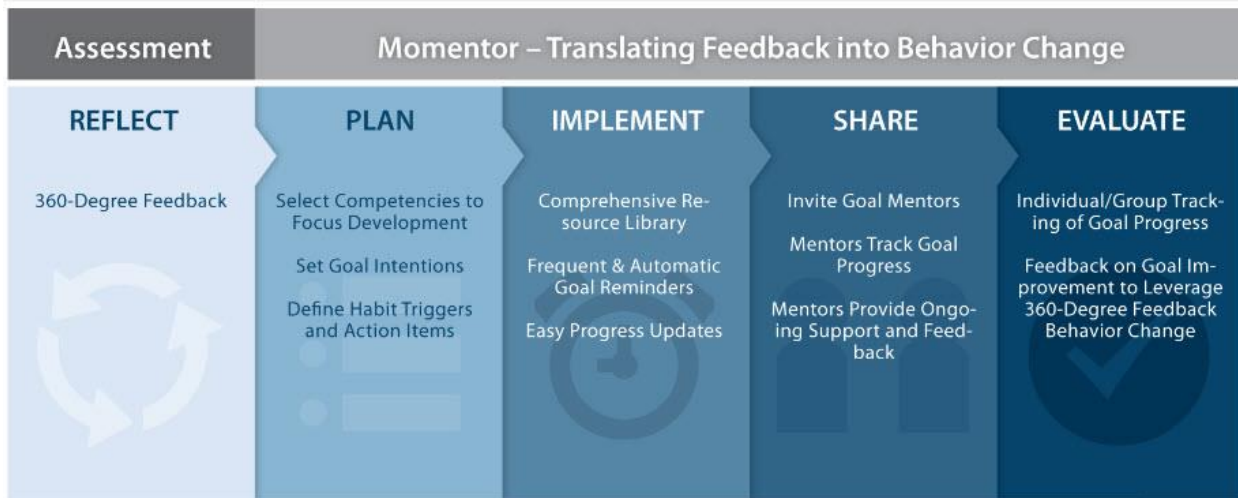 Assessment
Momentor – Translating Feedback into Behavior Change
REFLECT
360-Degree Feedback
PLAN
Select Competencies to
Focus Development
Set Goal Intentions
Define Habit Triggers
and Action Items
IMPLEMENT
Comprehensive Re-
source Library
Frequent & Automatic
Goal Reminders
Easy Progress Updates
SHARE
Invite Goal Mentors
Mentors Track Goal
Progress
Mentors Provide Ongo-
ing Support and Feed-
back
EVALUATE
Individual/Group Track-
ing of Goal Progress
Feedback on Goal Im-
provement to Leverage
360-Degree Feedback
Behavior Change